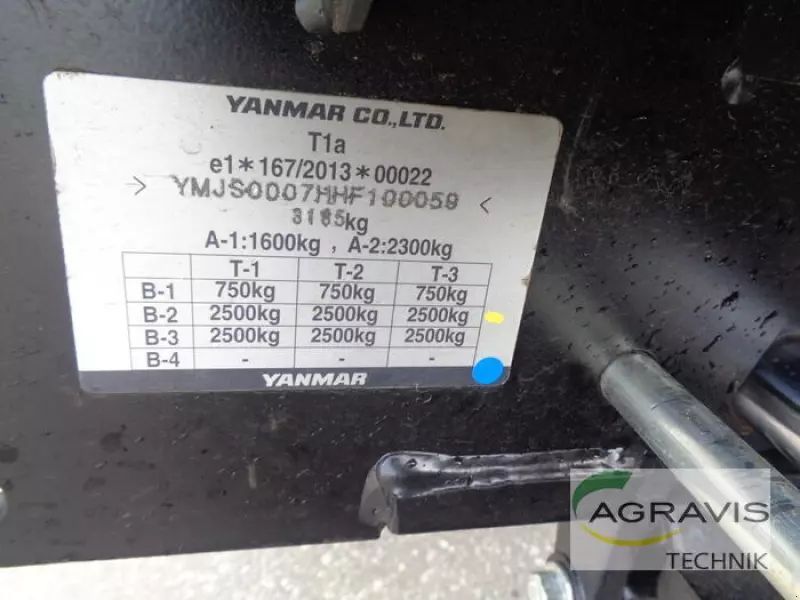 YANMAR CO.,LTD.
T1a
e1*167/2013*00022
YMJS0007HHF100059
3185kg
A-1:1600kg , A-2:2300kg
T-1 T-2 T-3
B-1 750kg 750kg 750kg
B-2 2500kg 2500kg 2500kg
B-3 2500kg 2500kg 2500kg
B-4 - - -
YANMAR
AGRAVIS
TECHNIK